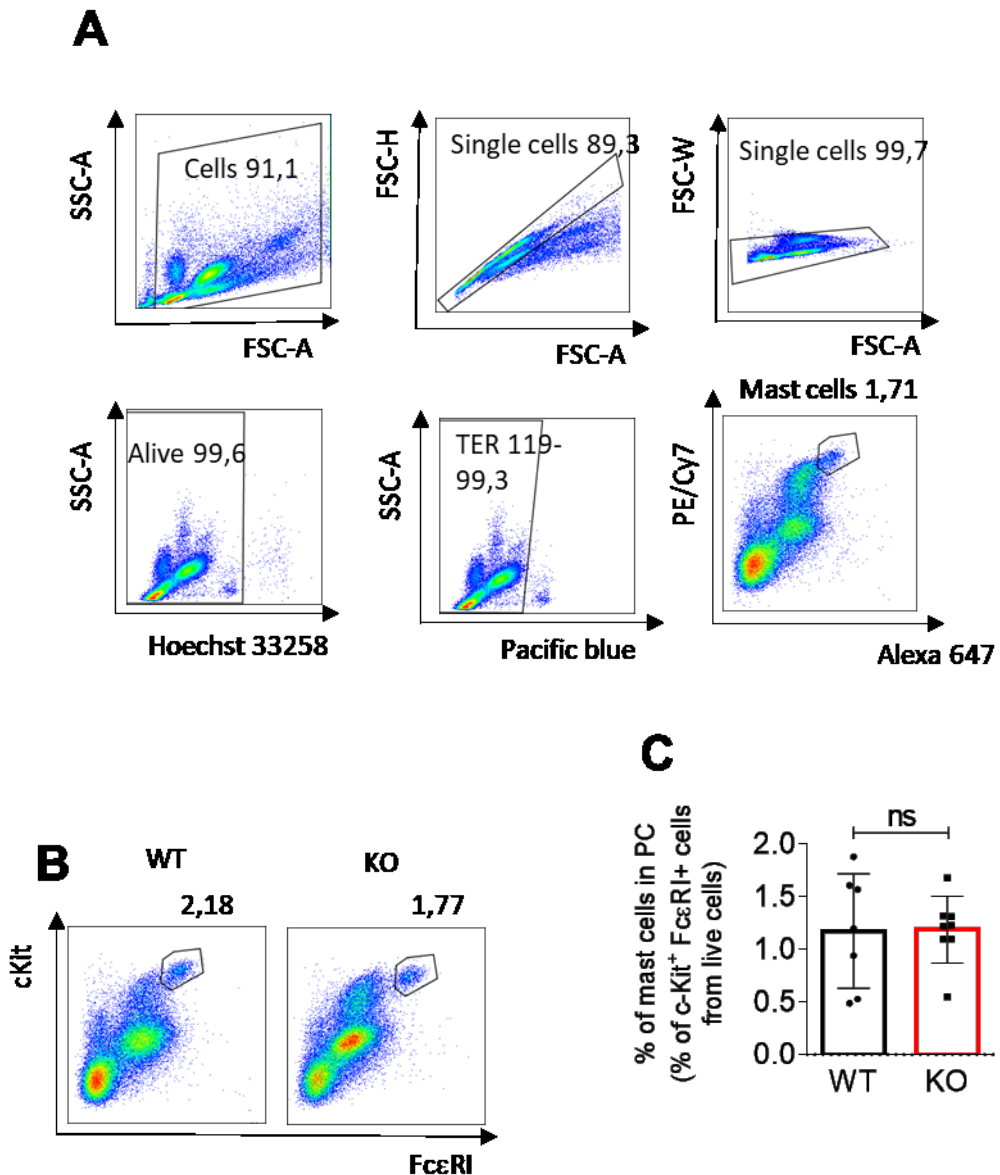 A
SSC-A
Cells 91,1
FSC-A
FSC-H
Single cells 89,3
FSC-A
FSC-W
Single cells 99,7
FSC-A
SSC-A
Alive 99,6
Hoechst 33258
SSC-A
TER 119-
99,3
Pacific blue
Mast cells 1,71
PE/Cy7
Alexa 647
B
WT
2,18
KO
1,77
cKit
FcεRI
C
% of mast cells in PC
(% of c-Kit⁺ FcεRI+ cells
from live cells)
ns
2.0
1.5
1.0
0.5
0.0
WT
KO